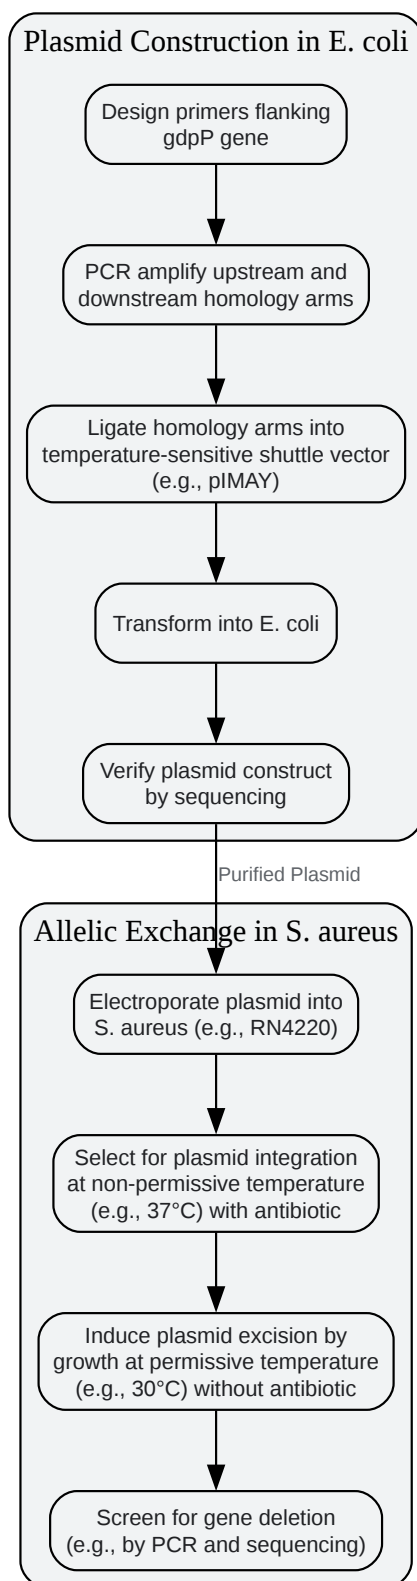 Plasmid Construction in E. coli
Design primers flanking
gdpP gene
PCR amplify upstream and
downstream homology arms
Ligate homology arms into
temperature-sensitive shuttle vector
(e.g., pIMAY)
Transform into E. coli
Verify plasmid construct
by sequencing
Purified Plasmid
Allelic Exchange in S. aureus
Electroporate plasmid into
S. aureus (e.g., RN4220)
Select for plasmid integration
at non-permissive temperature
(e.g., 37°C) with antibiotic
Induce plasmid excision by
growth at permissive temperature
(e.g., 30°C) without antibiotic
Screen for gene deletion
(e.g., by PCR and sequencing)